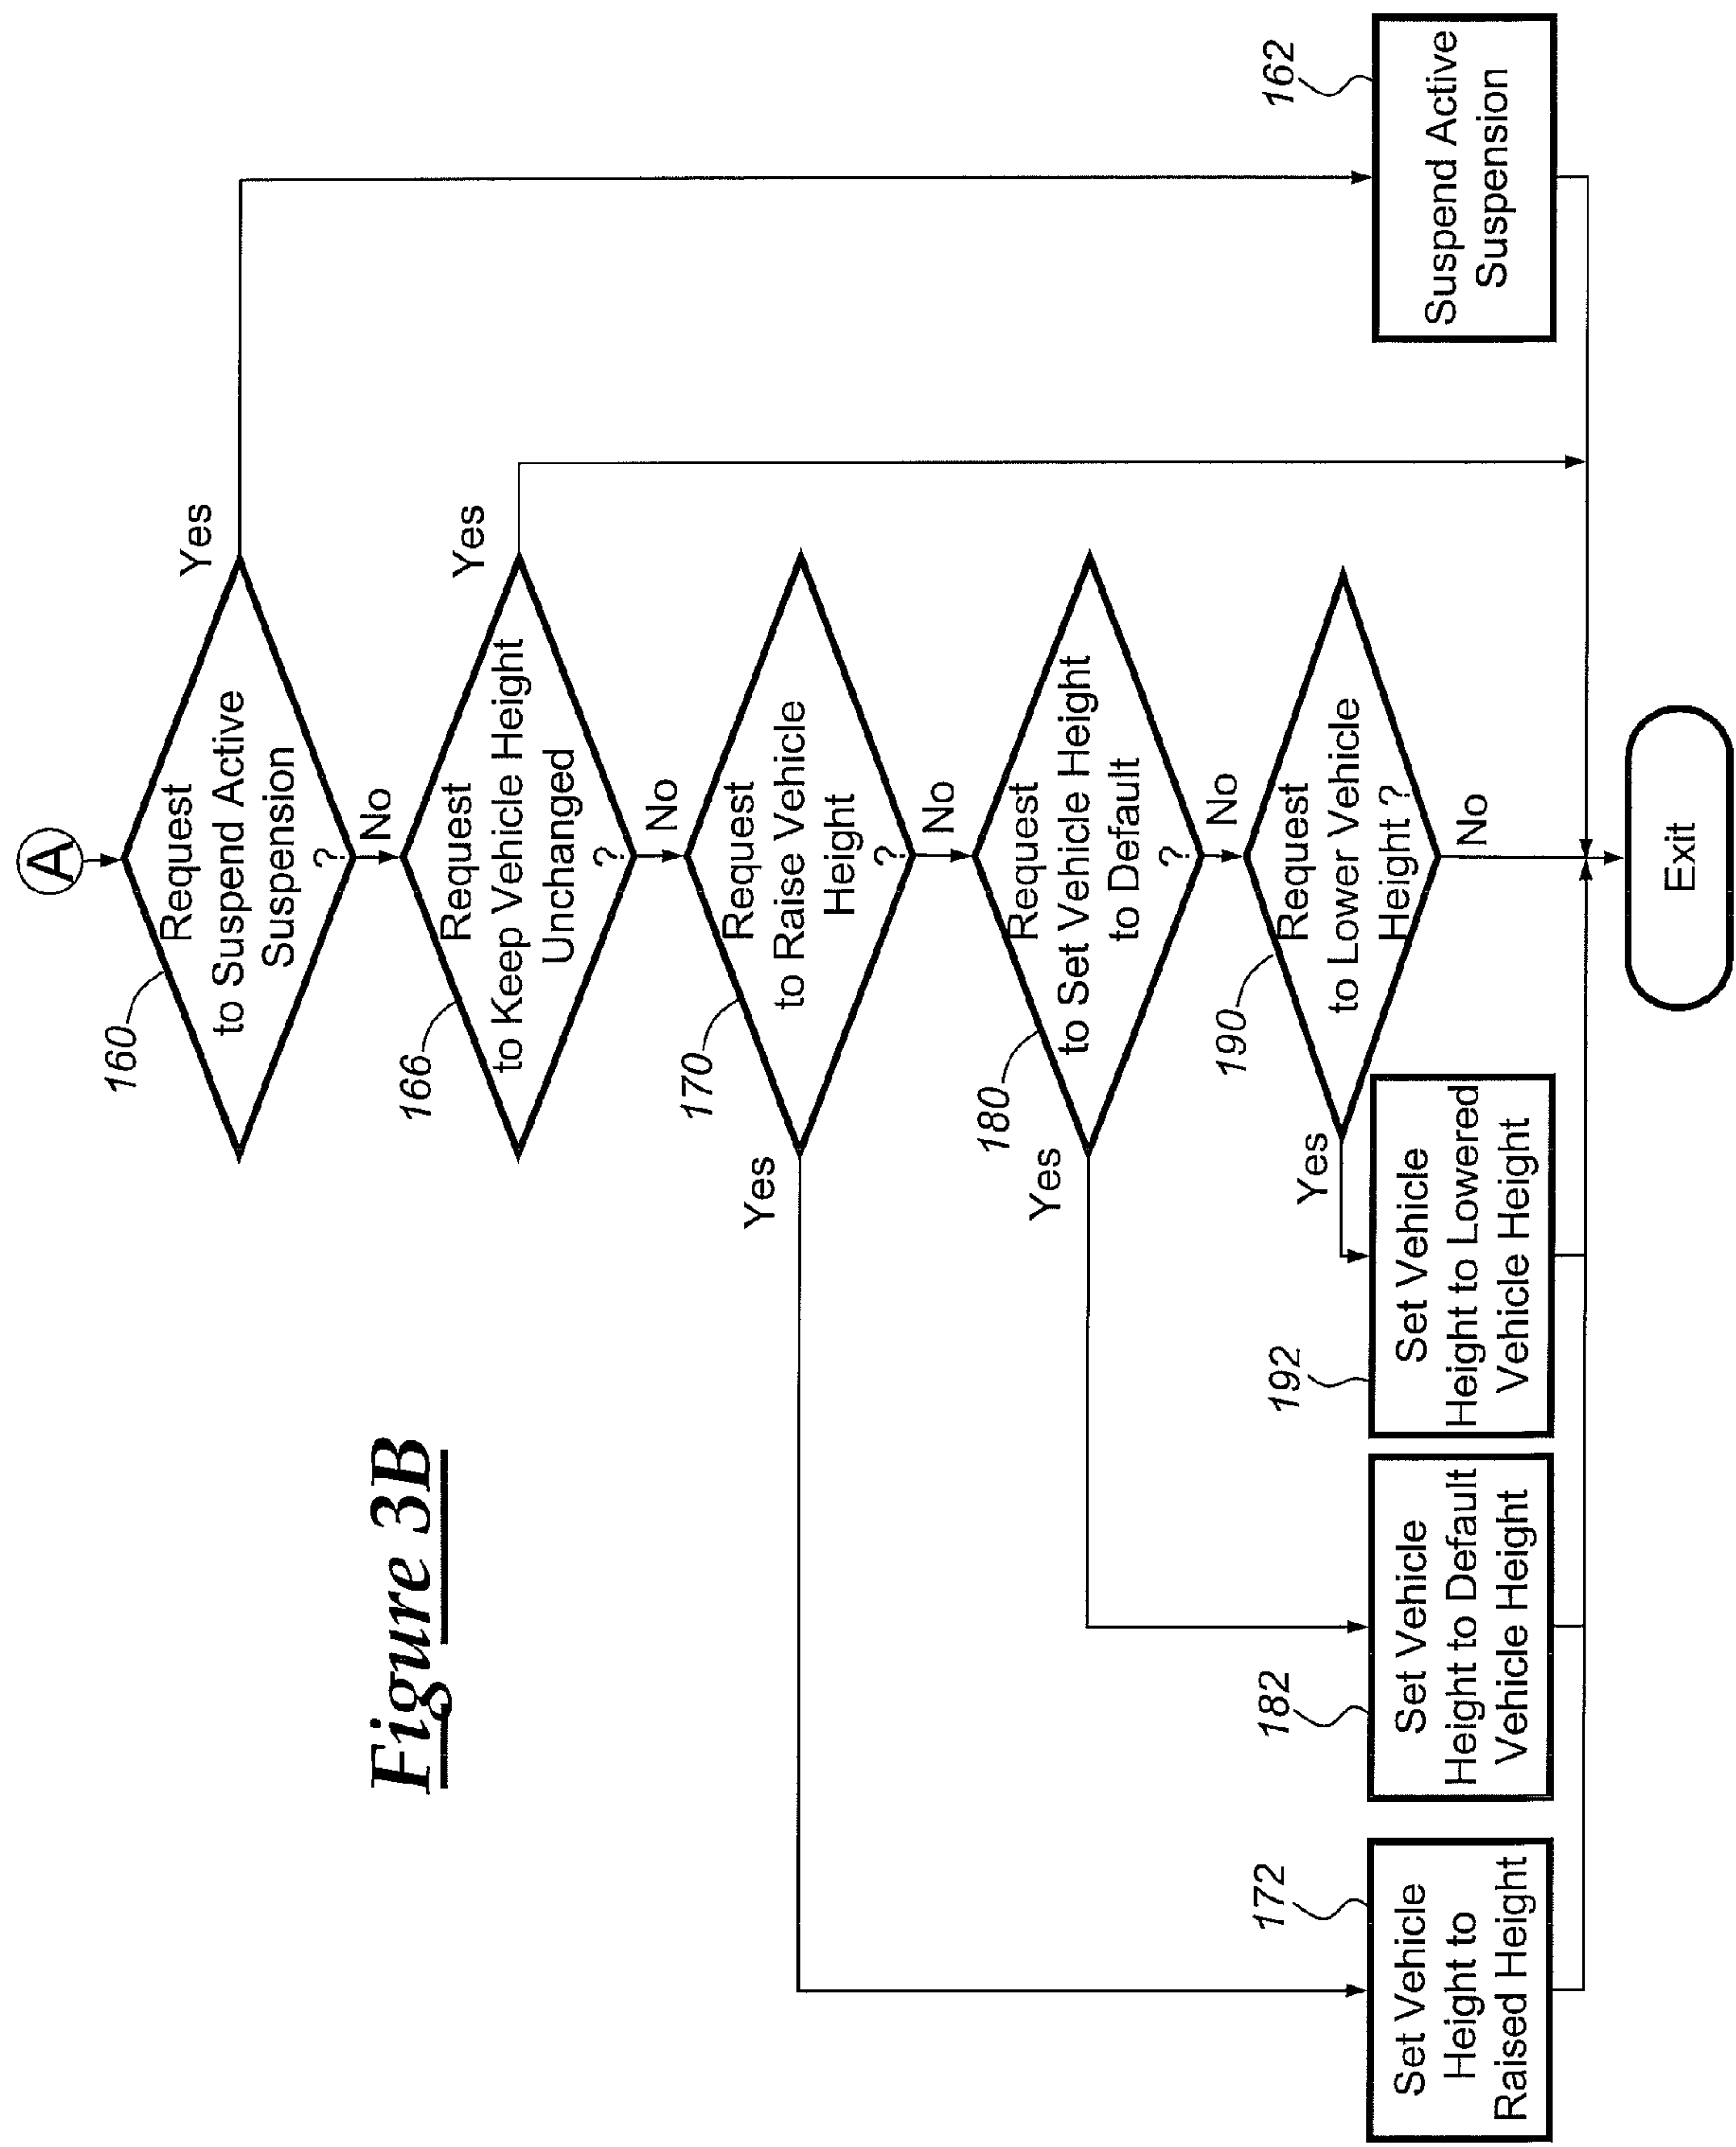 Figure 3B
A
160
Request
to Suspend Active
Suspension
?
Yes
No
162
Suspend Active
Suspension
166
Request
to Keep Vehicle Height
Unchanged
?
Yes
No
170
Request
to Raise Vehicle
Height
?
Yes
No
172
Set Vehicle
Height to
Raised Height
180
Request
to Set Vehicle Height
to Default
?
Yes
No
182
Set Vehicle
Height to Default
Vehicle Height
190
Request
to Lower Vehicle
Height ?
Yes
No
192
Set Vehicle
Height to Lowered
Vehicle Height
Exit